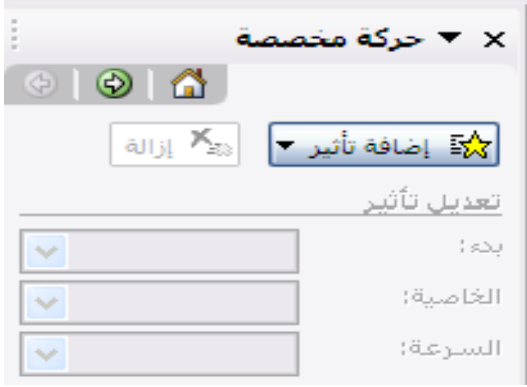 حركة مخصصة
إضافة تأثير إزالة
تعديل تأثير
بدء:
الخاصية:
السرعة: